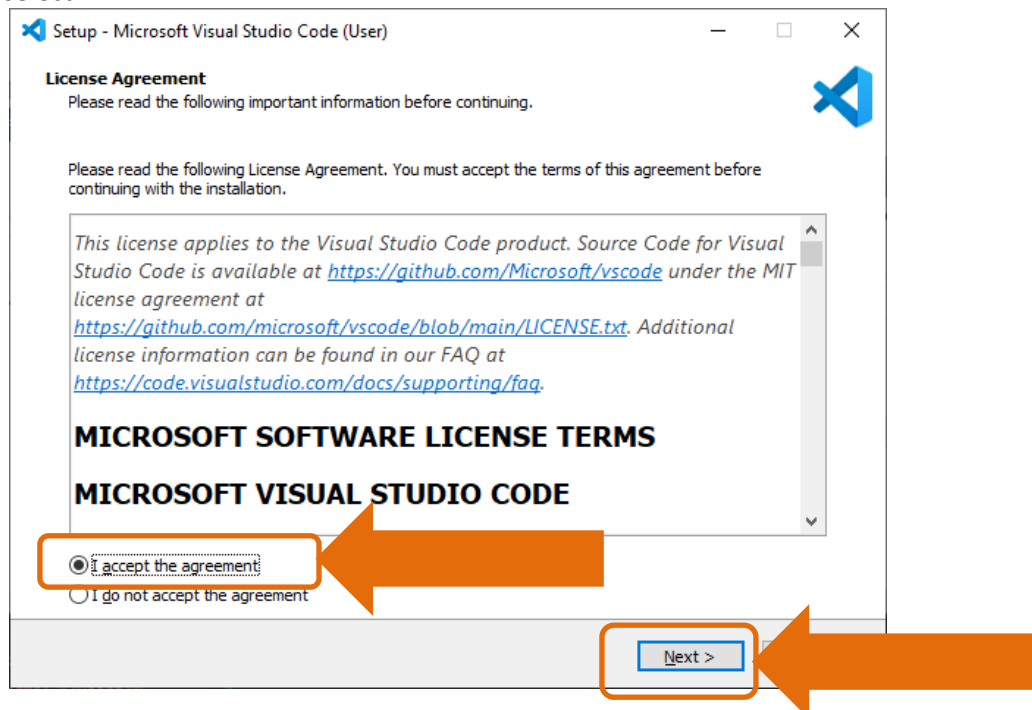 Setup - Microsoft Visual Studio Code (User)
License Agreement
Please read the following important information before continuing.
Please read the following License Agreement. You must accept the terms of this agreement before
continuing with the installation.
This license applies to the Visual Studio Code product. Source Code for Visual
Studio Code is available at https://github.com/Microsoft/vscode under the MIT
license agreement at
https://github.com/microsoft/vscode/blob/main/LICENSE.txt. Additional
license information can be found in our FAQ at
https://code.visualstudio.com/docs/supporting/faq.
MICROSOFT SOFTWARE LICENSE TERMS
MICROSOFT VISUAL STUDIO CODE
I accept the agreement
I do not accept the agreement
Next >